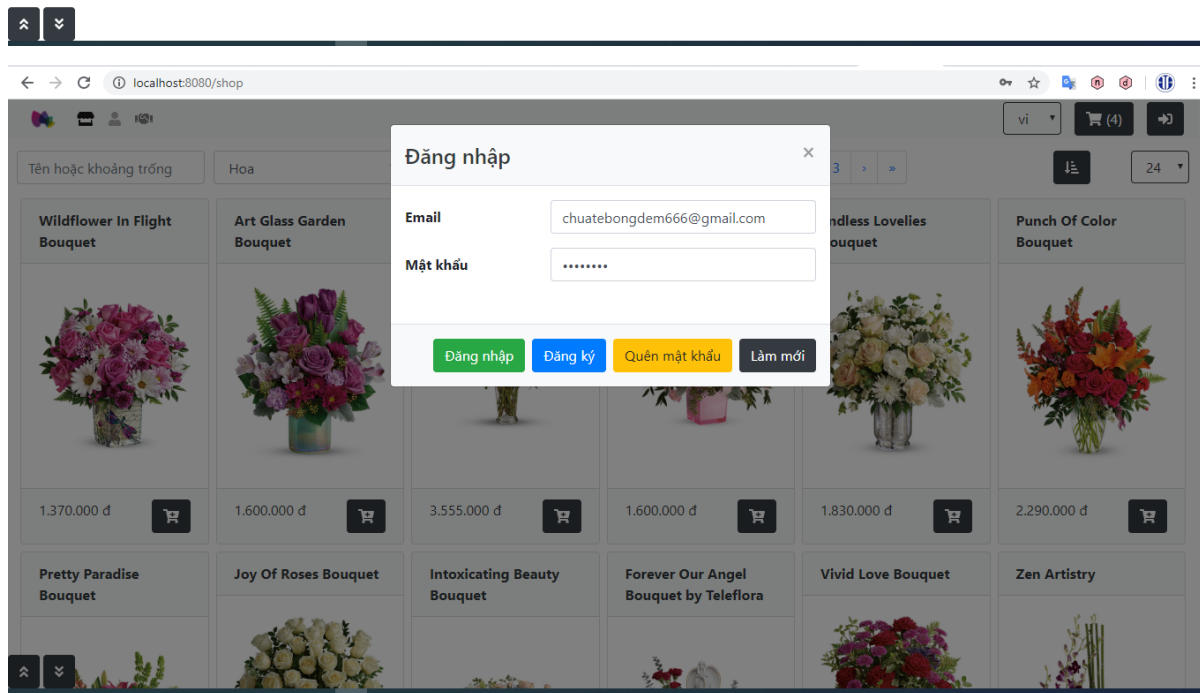 localhost:8080/shop
vi
(4)
Tên hoặc khoảng trống
Hoa
3
›
»
24
Đăng nhập
×
Email
chuatebongdem666@gmail.com
Mật khẩu
••••••••
Đăng nhập
Đăng ký
Quên mật khẩu
Làm mới
Wildflower In Flight
Bouquet
Art Glass Garden
Bouquet
ndless Lovelies
ouquet
Punch Of Color
Bouquet
1.370.000 đ
1.600.000 đ
3.555.000 đ
1.600.000 đ
1.830.000 đ
2.290.000 đ
Pretty Paradise
Bouquet
Joy Of Roses Bouquet
Intoxicating Beauty
Bouquet
Forever Our Angel
Bouquet by Teleflora
Vivid Love Bouquet
Zen Artistry